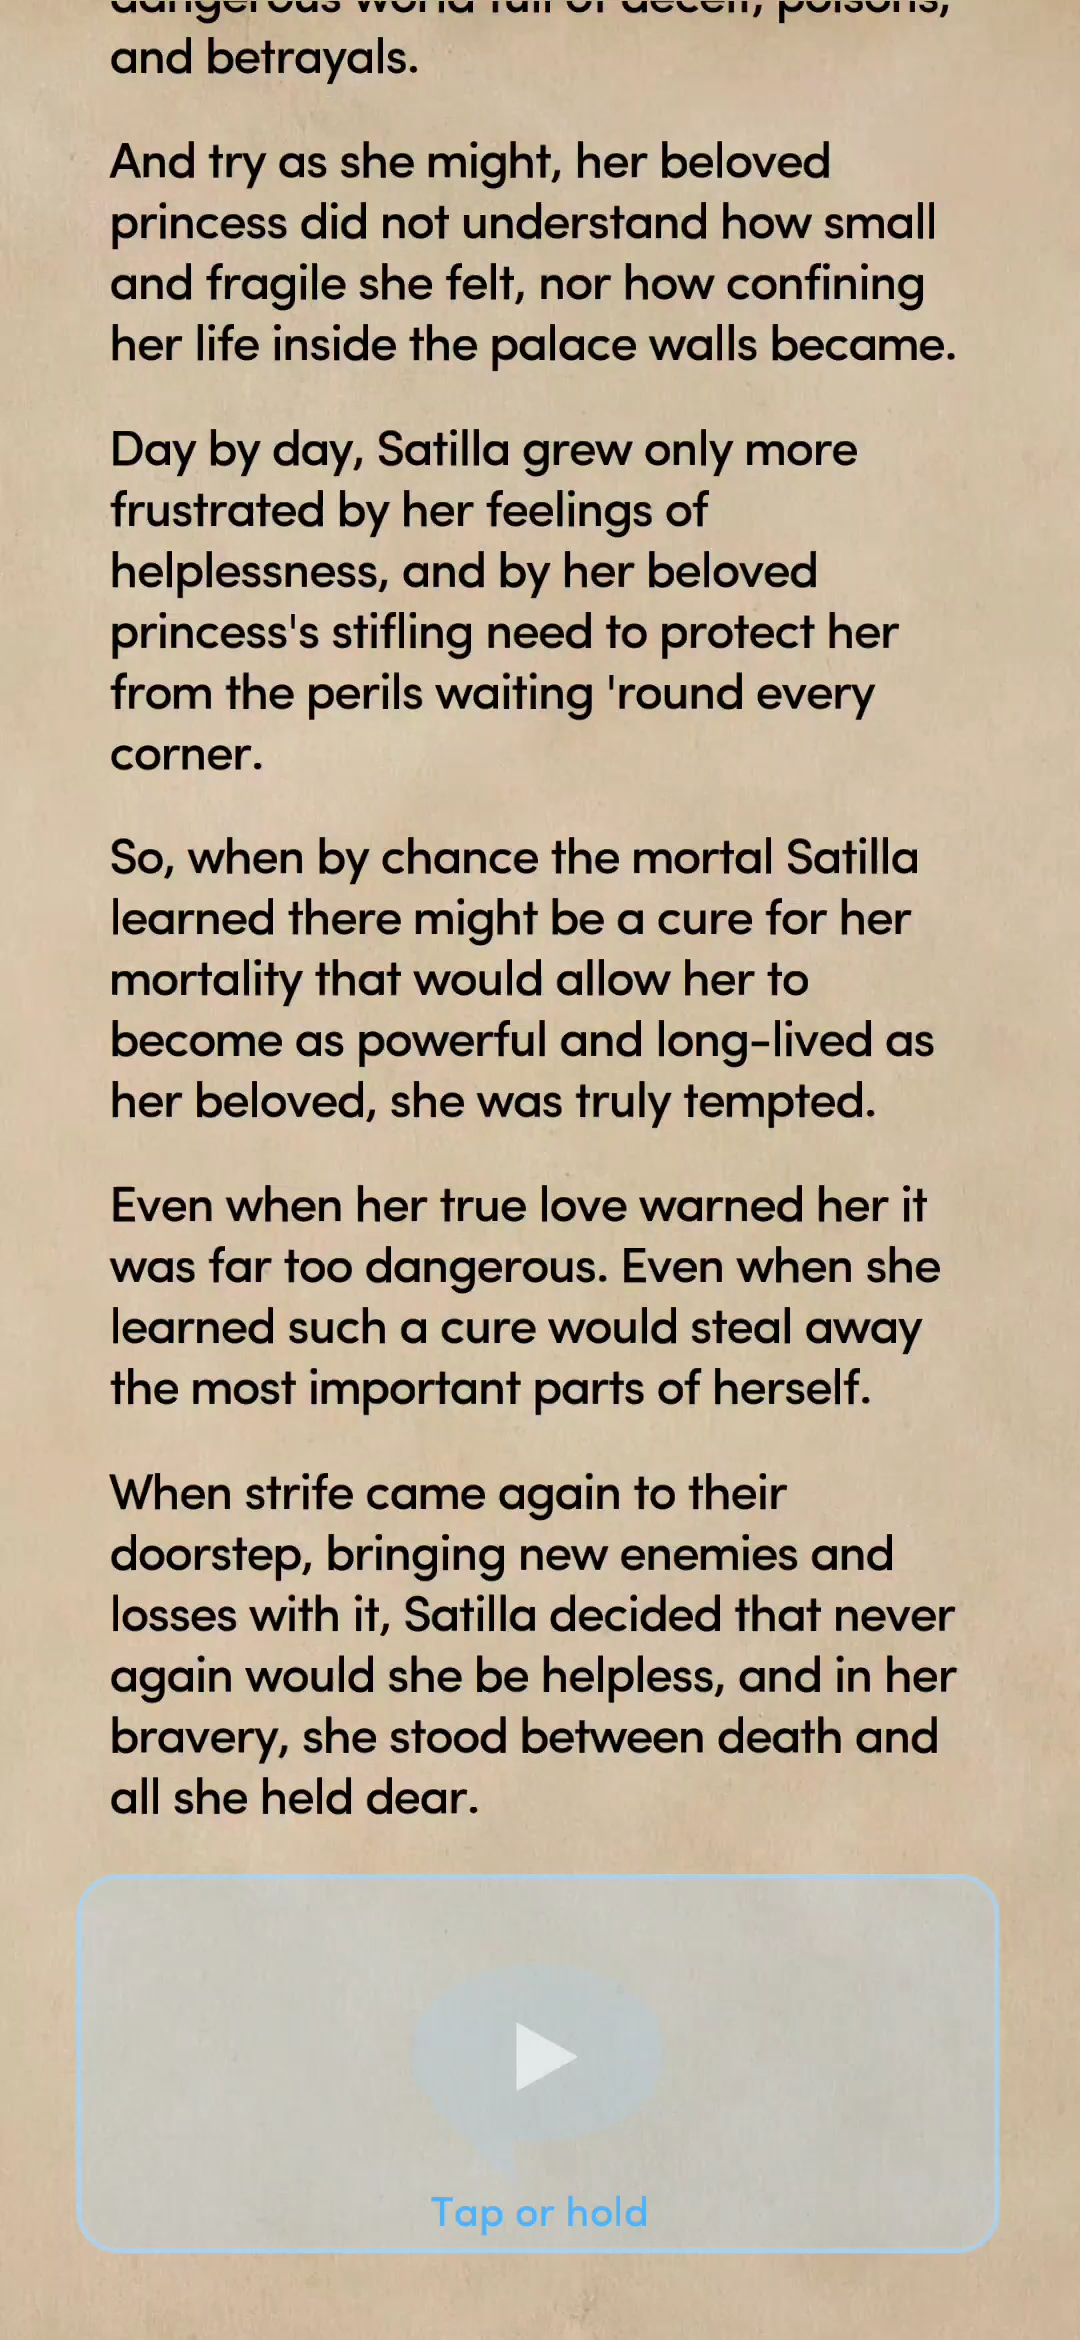 dangerous world full of deceit, poisons,
and betrayals.
And try as she might, her beloved
princess did not understand how small
and fragile she felt, nor how confining
her life inside the palace walls became.
Day by day, Satilla grew only more
frustrated by her feelings of
helplessness, and by her beloved
princess's stifling need to protect her
from the perils waiting 'round every
corner.
So, when by chance the mortal Satilla
learned there might be a cure for her
mortality that would allow her to
become as powerful and long-lived as
her beloved, she was truly tempted.
Even when her true love warned her it
was far too dangerous. Even when she
learned such a cure would steal away
the most important parts of herself.
When strife came again to their
doorstep, bringing new enemies and
losses with it, Satilla decided that never
again would she be helpless, and in her
bravery, she stood between death and
all she held dear.
Tap or hold